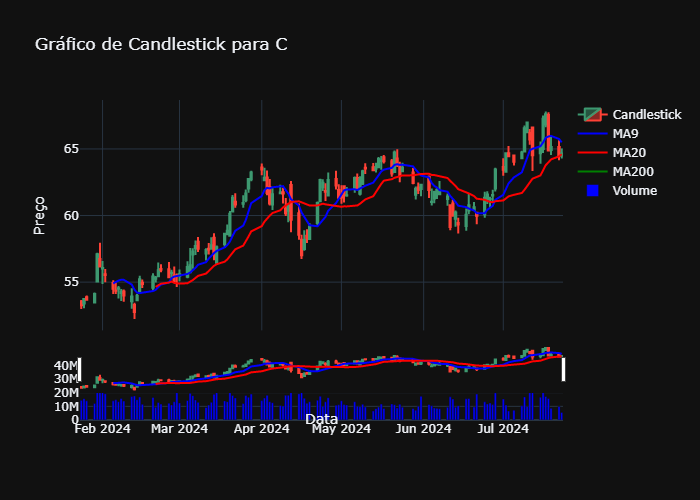 Gráfico de Candlestick para C
Candlestick
MA9
MA20
MA200
Volume
Preço
65
60
55
40M
30M
20M
10M
0
Feb 2024
Mar 2024
Apr 2024
May 2024
Jun 2024
Jul 2024
Data